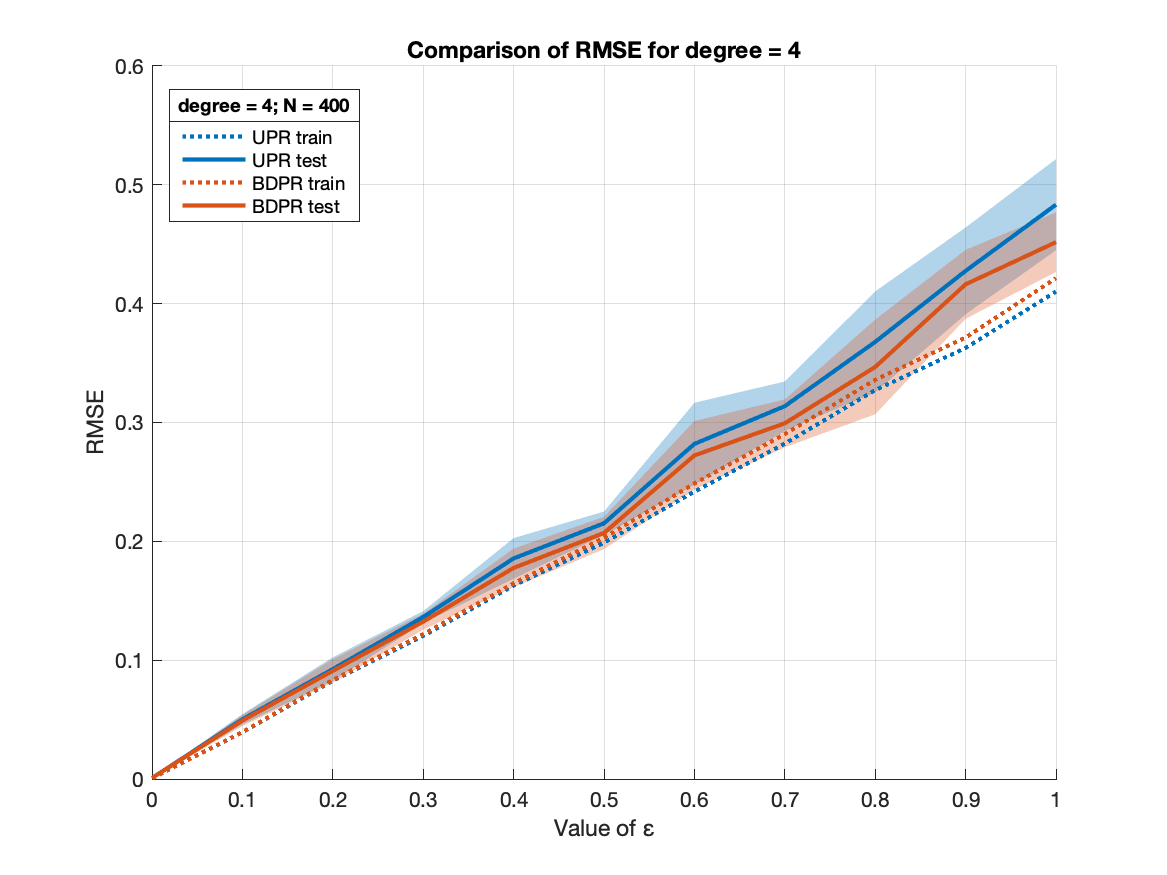 Comparison of RMSE for degree = 4
0.6
0.5
0.4
0.3
0.2
0.1
0
RMSE
degree = 4; N = 400
UPR train
UPR test
BDPR train
BDPR test
0 0.1 0.2 0.3 0.4 0.5 0.6 0.7 0.8 0.9 1
Value of ε